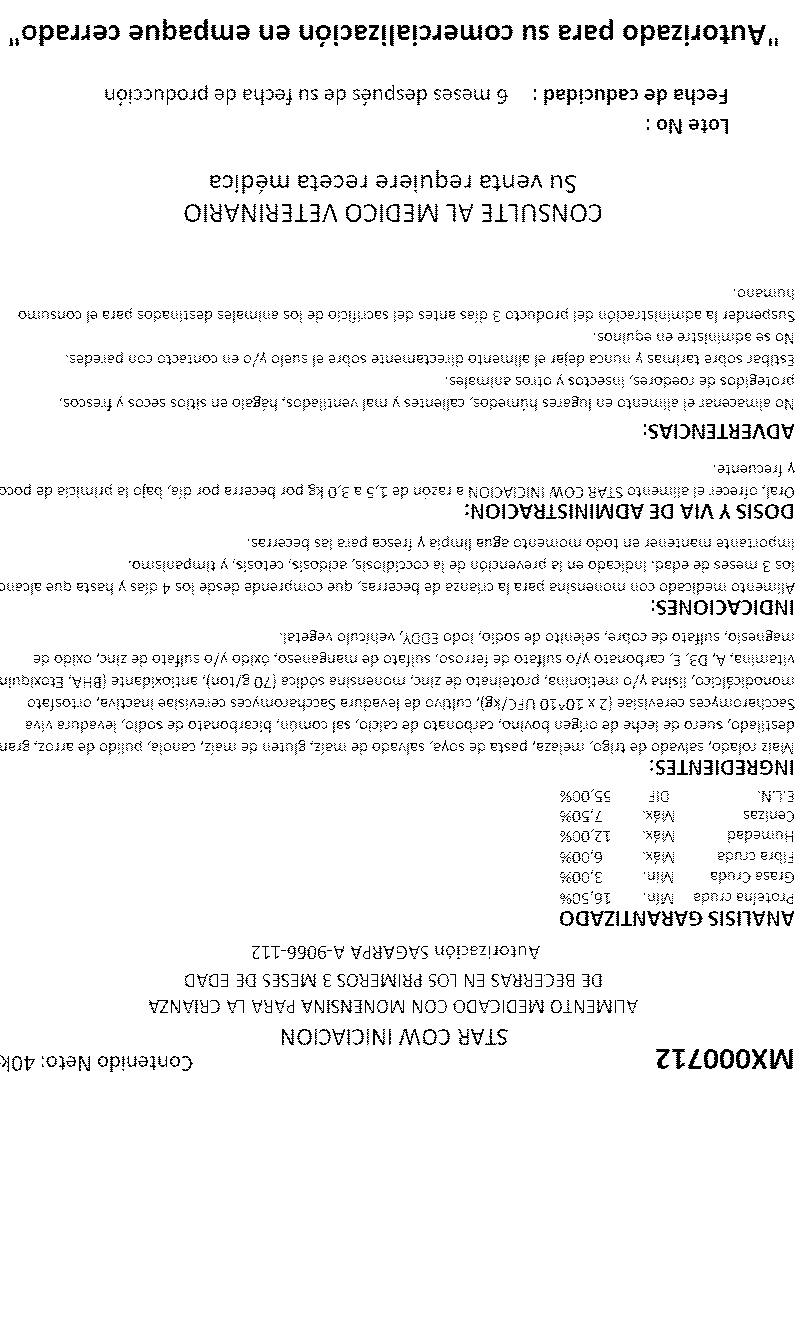 MX000712
Contenido Neto: 40k
STAR COW INICIACION
ALIMENTO MEDICADO CON MONENSINA PARA LA CRIANZA
DE BECERRAS EN LOS PRIMEROS 3 MESES DE EDAD
Autorización SAGARPA A-9066-112
ANALISIS GARANTIZADO
Proteína cruda Mín. 16,50%
Grasa Cruda Mín. 3,00%
Fibra cruda Máx. 6,00%
Humedad Máx. 12,00%
Cenizas Máx. 7,50%
E.L.N. DIF 55,00%
INGREDIENTES:
Maíz rolado, salvado de trigo, melaza, pasta de soya, salvado de maíz, gluten de maíz, canola, pulido de arroz, gran
destilado, suero de leche de origen bovino, carbonato de calcio, sal común, bicarbonato de sodio, levadura viva
Saccharomyces cerevisiae (2 x 10^10 UFC/kg), cultivo de levadura Saccharomyces cerevisiae inactiva, ortosfato
monodicálcico, lisina y/o metionina, proteinato de zinc, monensina sódica (70 g/ton), antioxidante (BHA, Etoxiquin
vitamina, A, D3, E, carbonato y/o sulfato de ferroso, sulfato de manganeso, óxido y/o sulfato de zinc, oxido de
magnesio, sulfato de cobre, selenito de sodio, Iodo EDDY, vehículo vegetal.
INDICACIONES:
Alimento medicado con monensina para la crianza de becerras, que comprende desde los 4 días y hasta que alcanc
los 3 meses de edad. Indicado en la prevención de la coccidiosis, acidosis, cetosis, y timpanismo.
Importante mantener en todo momento agua limpia y fresca para las becerras.
DOSIS Y VIA DE ADMINISTRACION:
Oral, ofrecer el alimento STAR COW INICIACION a razón de 1,5 a 3,0 kg por becerra por día, bajo la primicia de poco
y frecuente.
ADVERTENCIAS:
No almacenar el alimento en lugares húmedos, calientes y mal ventilados, hágalo en sitios secos y frescos,
protegidos de roedores, insectos y otros animales.
Estibar sobre tarimas y nunca dejar el alimento directamente sobre el suelo y/o en contacto con paredes.
No se administre en equinos.
Suspender la administración del producto 3 días antes del sacrificio de los animales destinados para el consumo
humano.
CONSULTE AL MEDICO VETERINARIO
Su venta requiere receta médica
Lote No :
Fecha de caducidad : 6 meses después de su fecha de producción
"Autorizado para su comercialización en empaque cerrado"